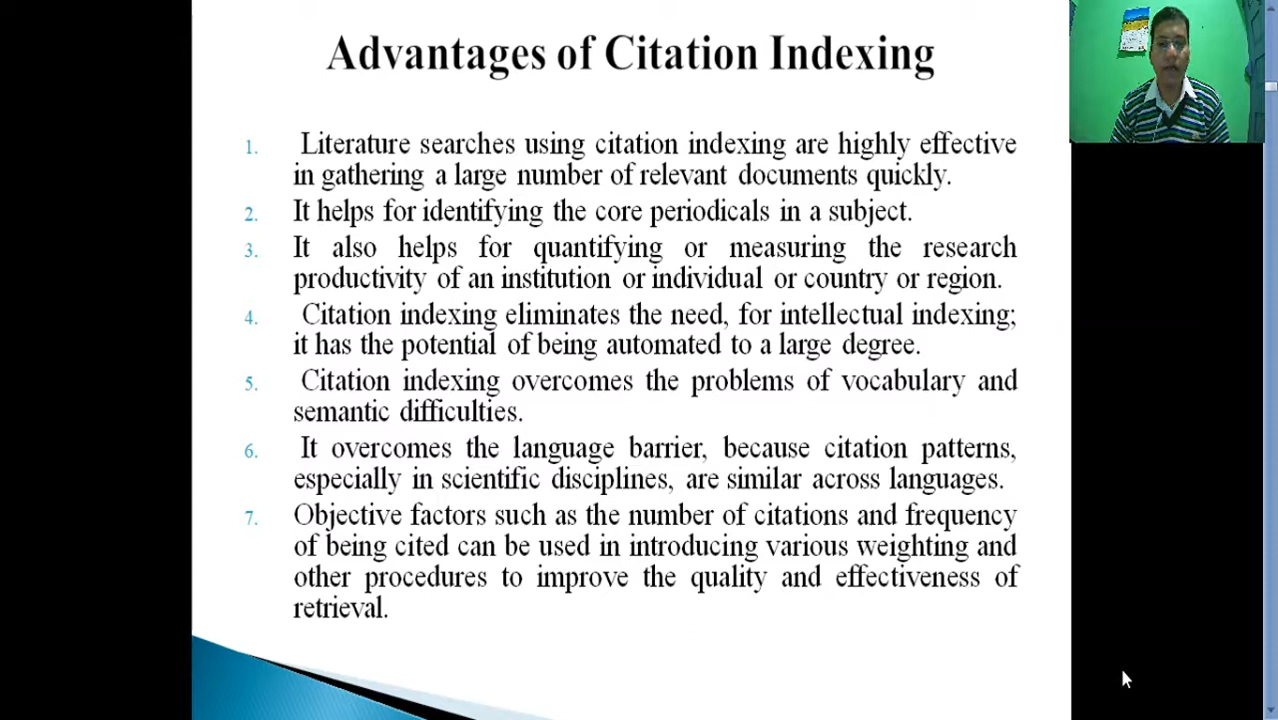 Advantages of Citation Indexing
1. Literature searches using citation indexing are highly effective
in gathering a large number of relevant documents quickly.
2. It helps for identifying the core periodicals in a subject.
3. It also helps for quantifying or measuring the research
productivity of an institution or individual or country or region.
4. Citation indexing eliminates the need, for intellectual indexing;
it has the potential of being automated to a large degree.
5. Citation indexing overcomes the problems of vocabulary and
semantic difficulties.
6. It overcomes the language barrier, because citation patterns,
especially in scientific disciplines, are similar across languages.
7. Objective factors such as the number of citations and frequency
of being cited can be used in introducing various weighting and
other procedures to improve the quality and effectiveness of
retrieval.